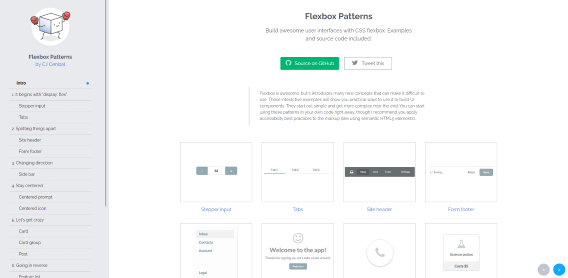 Flexbox Patterns
by CJ Cenizal
Intro
1 It begins with "display: flex"
Stepper input
Tabs
2 Spacing things apart
Site header
Form footer
3 Changing direction
Side bar
4 Stay centered
Centered prompt
Centered icon
5 Let's get crazy
Card
Card group
Post
6 Going in reverse
Feature list
Flexbox Patterns
Build awesome user interfaces with CSS flexbox. Examples
and source code included.
Source on GitHub
Tweet this
Flexbox is awesome, but it introduces many new concepts that can make it difficult to
use. These interactive examples will show you practical ways to use it to build UI
components. They start out simple and get more complex near the end. You can start
using these patterns in your own code right away, though I recommend you apply
accessibility best practices to the markup (like using semantic HTML5 elements).
Stepper input
Tabs
Site header
Form footer
Inbox
Contacts
Account
Legal
Welcome to the app!